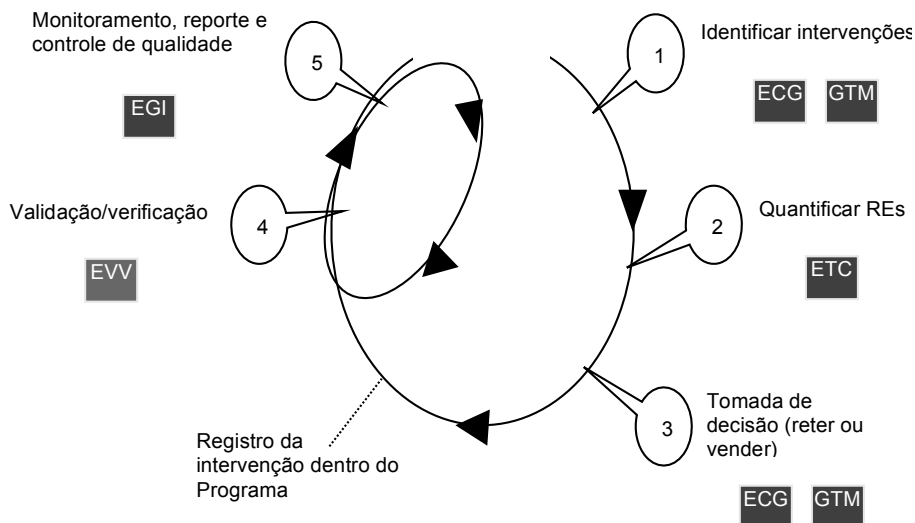 Monitoramento, reporte e
controle de qualidade
5
EGI
1
Identificar intervenções
ECG GTM
Validação/verificação
4
EVV
2
Quantificar REs
ETC
3
Tomada de
decisão (reter ou
vender)
ECG GTM
Registro da
intervenção dentro do
Programa